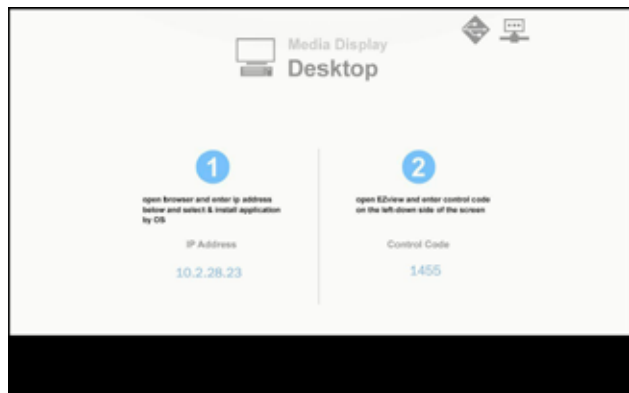 Media Display
Desktop
1
open browser and enter ip address
below and select & install application
by OS
IP Address
10.2.28.23
2
open EZview and enter control code
on the left-down side of the screen
Control Code
1455